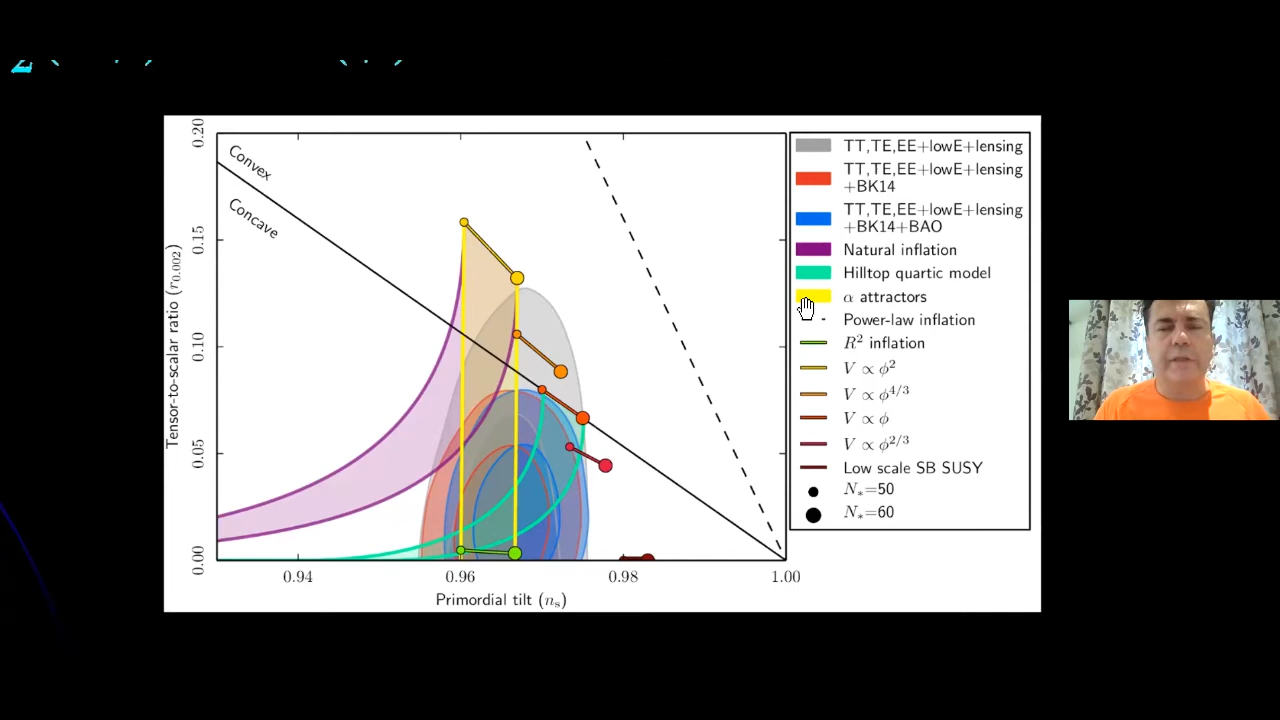 0.20
0.15
0.10
0.05
0.00
Tensor-to-scalar ratio (r₀.₀₀₂)
Convex
Concave
0.94
0.96
0.98
1.00
Primordial tilt (nₛ)
TT,TE,EE+lowE+lensing
TT,TE,EE+lowE+lensing
+BK14
TT,TE,EE+lowE+lensing
+BK14+BAO
Natural inflation
Hilltop quartic model
α attractors
Power-law inflation
R² inflation
V ∝ ϕ²
V ∝ ϕ⁴/³
V ∝ ϕ
V ∝ ϕ²/³
Low scale SB SUSY
N*=50
N*=60